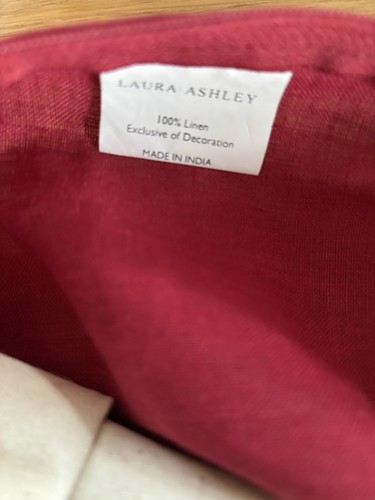 LAURA ASHLEY
100% Linen
Exclusive of Decoration
MADE IN INDIA